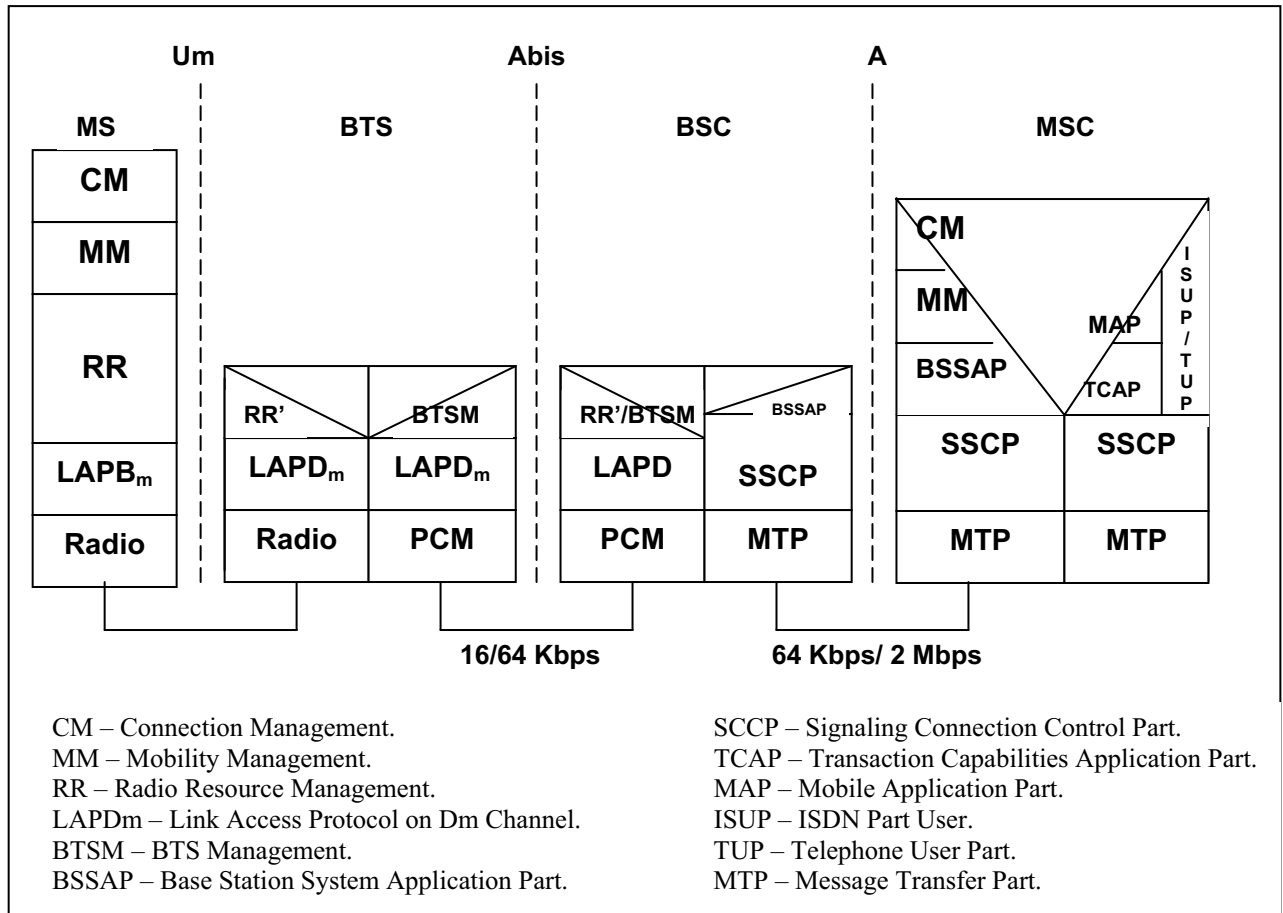 Um Abis A
MS BTS BSC MSC
CM
MM
RR
LAPBm
Radio
RR' BTSM
LAPDm LAPDm
Radio PCM
RR'/BTSM BSSAP
LAPD SSCP
PCM MTP
CM
MM
BSSAP
MAP
TCAP
ISUP/TUP
SSCP SSCP
MTP MTP
16/64 Kbps 64 Kbps/ 2 Mbps
CM – Connection Management.
MM – Mobility Management.
RR – Radio Resource Management.
LAPDm – Link Access Protocol on Dm Channel.
BTSM – BTS Management.
BSSAP – Base Station System Application Part.
SCCP – Signaling Connection Control Part.
TCAP – Transaction Capabilities Application Part.
MAP – Mobile Application Part.
ISUP – ISDN Part User.
TUP – Telephone User Part.
MTP – Message Transfer Part.